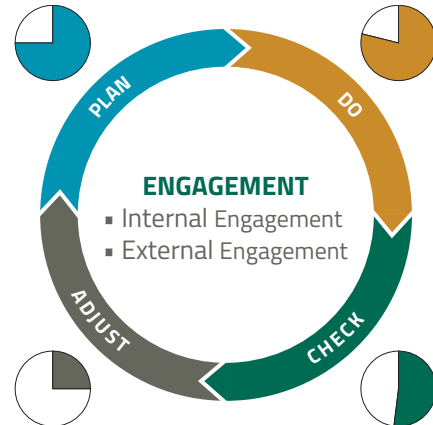 PLAN
DO
ENGAGEMENT
▪ Internal Engagement
▪ External Engagement
ADJUST
CHECK